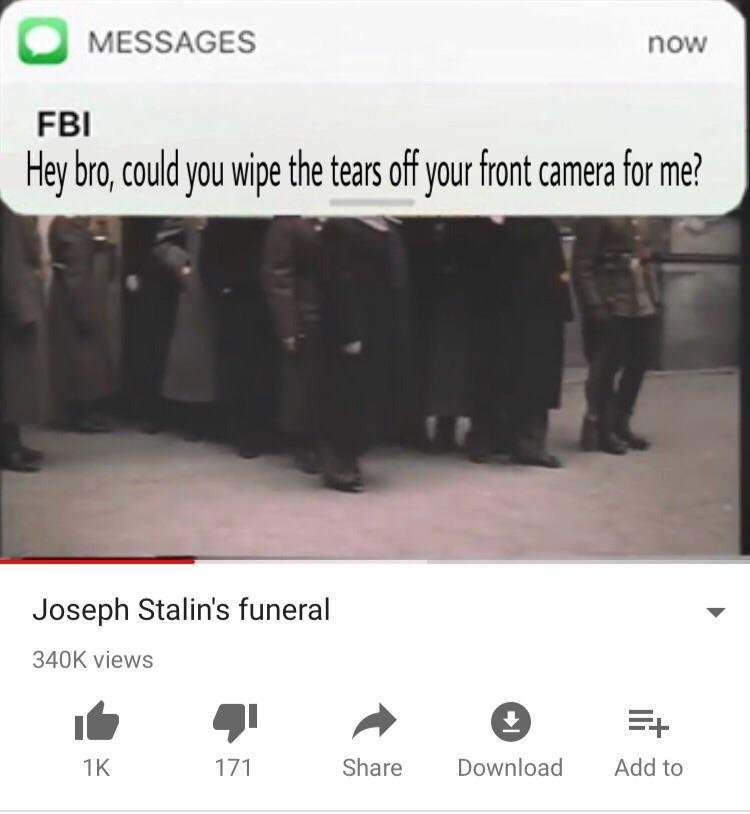 MESSAGES now
FBI
Hey bro, could you wipe the tears off your front camera for me?
Joseph Stalin's funeral
340K views
1K 171 Share Download Add to